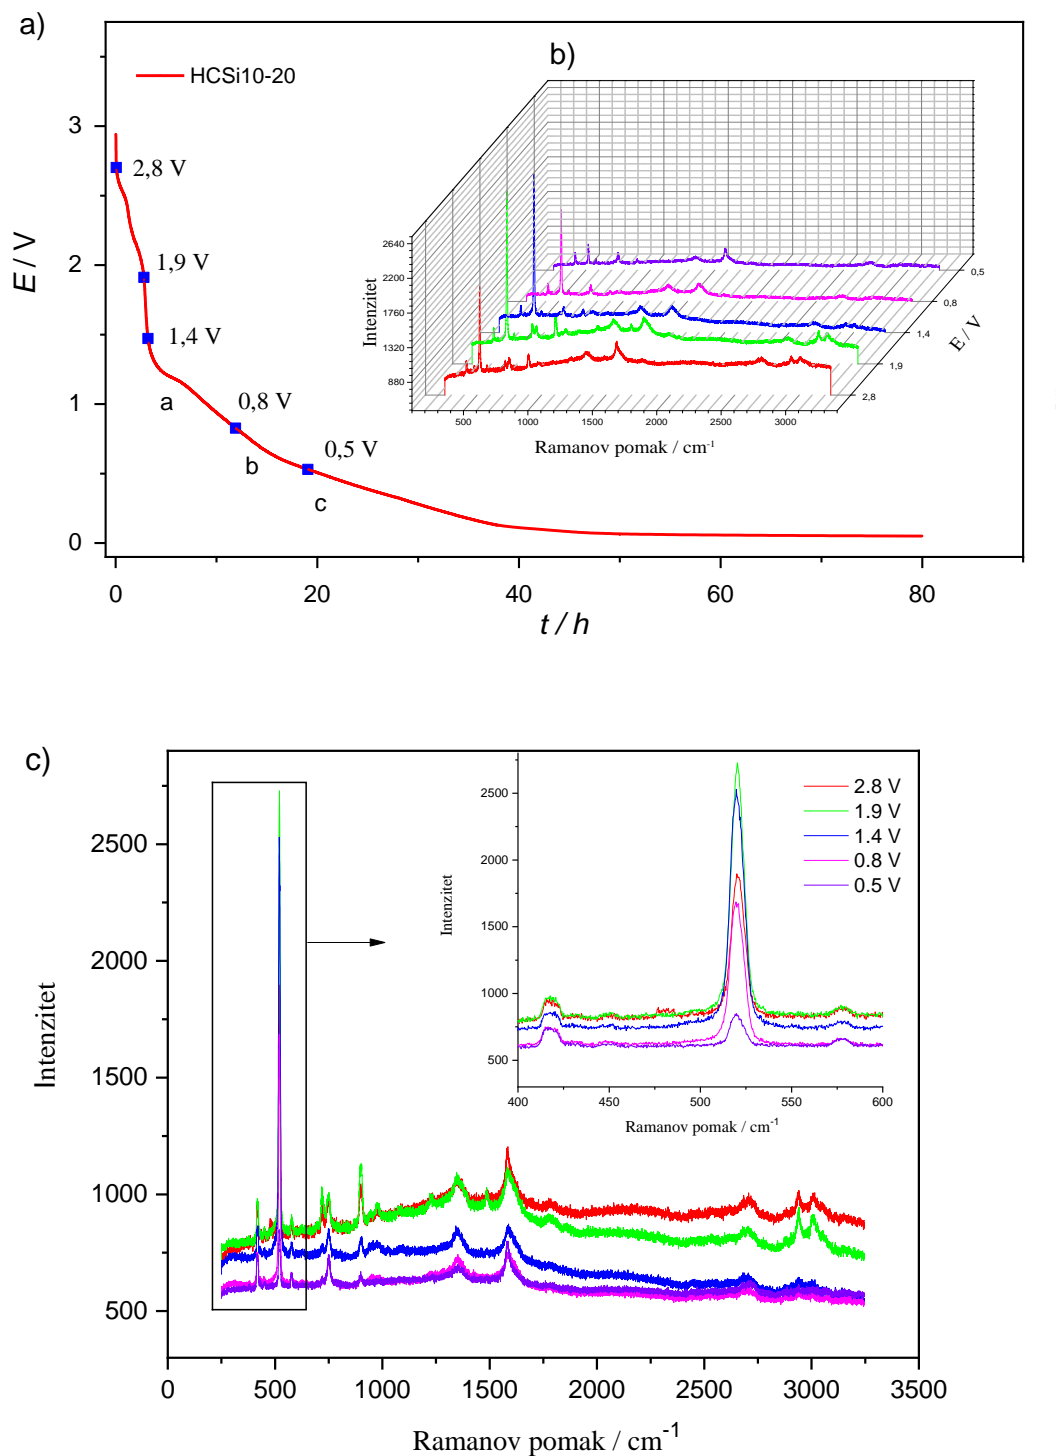 a)
HCSi10-20
b)
3
2
1
0
E / V
2,8 V
1,9 V
1,4 V
0,8 V
0,5 V
a
b
c
0
20
40
60
80
t / h
2640
2200
1760
1320
880
Intenzitet
500
1000
1500
2000
2500
3000
Ramanov pomak / cm-1
0,5
0,8
1,4
1,9
2,8
E / V
c)
2500
2000
1500
1000
500
Intenzitet
0
500
1000
1500
2000
2500
3000
3500
Ramanov pomak / cm-1
2500
2000
1500
1000
500
Intenzitet
2.8 V
1.9 V
1.4 V
0.8 V
0.5 V
400
450
500
550
600
Ramanov pomak / cm-1